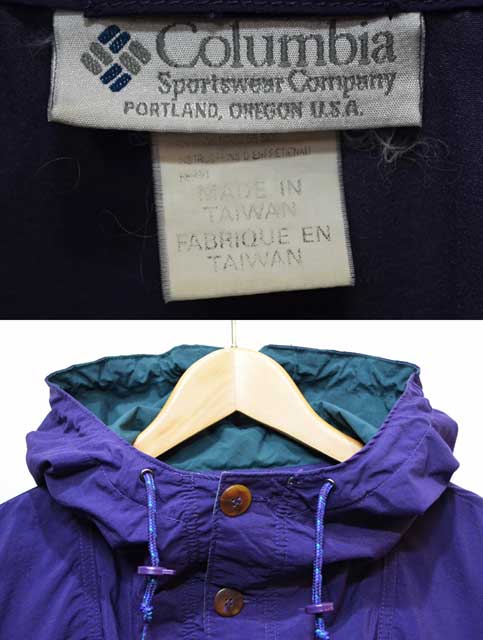 Columbia
Sportswear Company
PORTLAND, OREGON U.S.A.
MADE IN
TAIWAN
FABRIQUE EN
TAIWAN